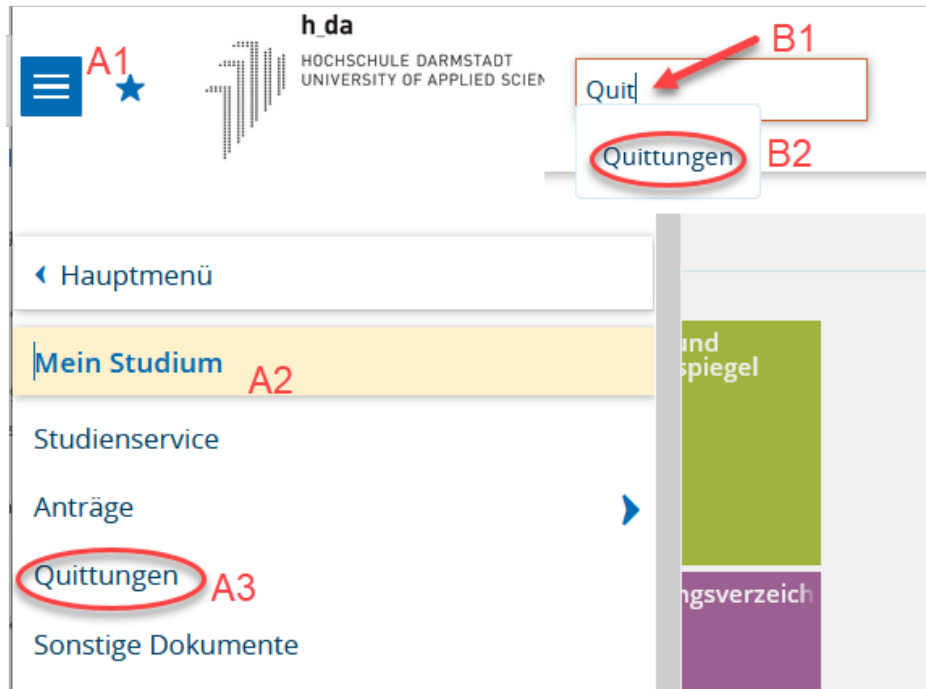 h_da
HOCHSCHULE DARMSTADT
UNIVERSITY OF APPLIED SCIEN
A1
B1
Quit
Quittungen
B2
Hauptmenü
Mein Studium
A2
Studienservice
Anträge
Quittungen
A3
Sonstige Dokumente
und
spiegel
ngsverzeich